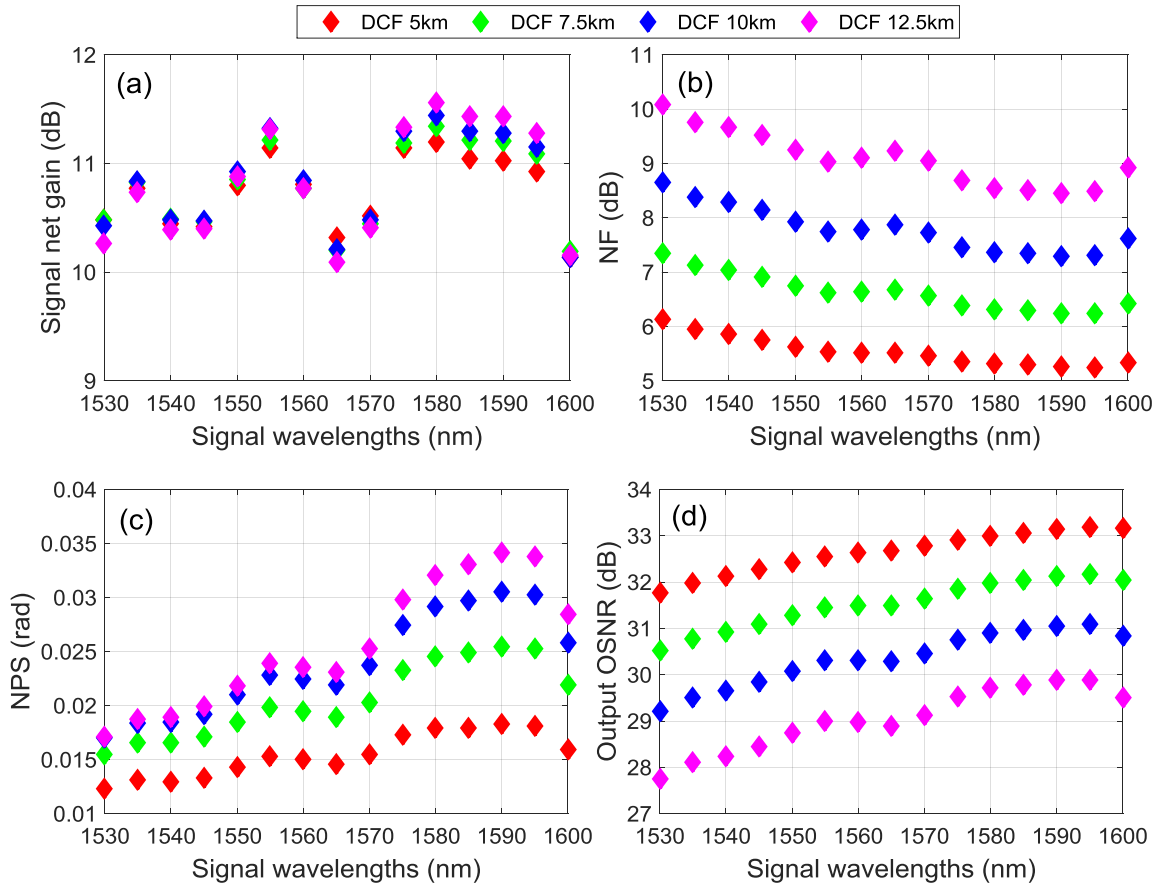 DCF 5km DCF 7.5km DCF 10km DCF 12.5km
(a)
Signal net gain (dB)
12
11
10
9
1530 1540 1550 1560 1570 1580 1590 1600
Signal wavelengths (nm)
(b)
NF (dB)
11
10
9
8
7
6
5
1530 1540 1550 1560 1570 1580 1590 1600
Signal wavelengths (nm)
(c)
NPS (rad)
0.04
0.035
0.03
0.025
0.02
0.015
0.01
1530 1540 1550 1560 1570 1580 1590 1600
Signal wavelengths (nm)
(d)
Output OSNR (dB)
34
33
32
31
30
29
28
27
1530 1540 1550 1560 1570 1580 1590 1600
Signal wavelengths (nm)